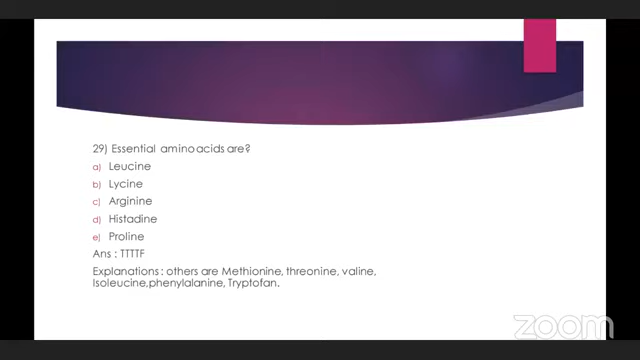 29) Essential amino acids are?
a) Leucine
b) Lycine
c) Arginine
d) Histadine
e) Proline
Ans : TTTTF
Explanations : others are Methionine, threonine, valine,
Isoleucine,phenylalanine, Tryptofan.
zoom